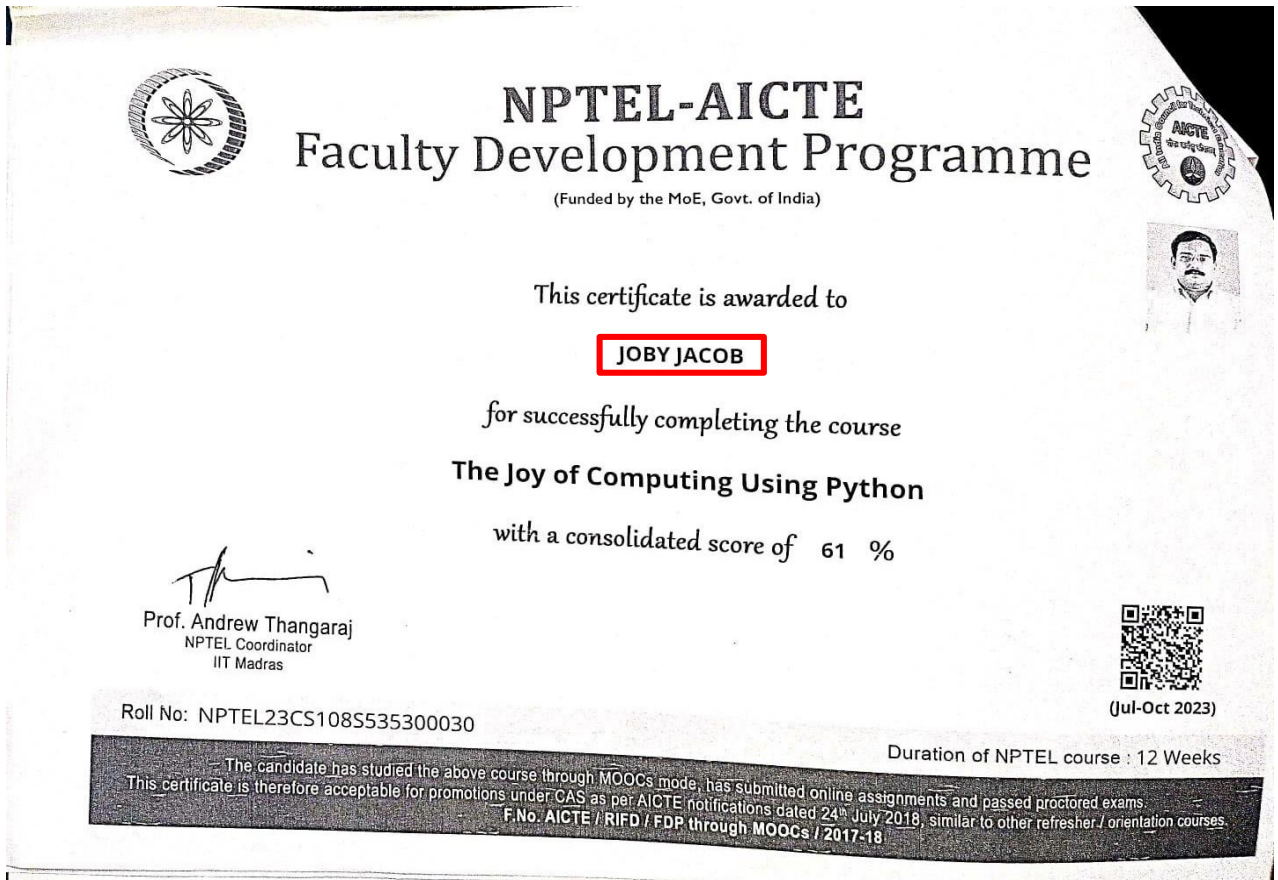 NPTEL-AICTE
Faculty Development Programme
(Funded by the MoE, Govt. of India)
AICTE
This certificate is awarded to
JOBY JACOB
for successfully completing the course
The Joy of Computing Using Python
with a consolidated score of 61 %
Prof. Andrew Thangaraj
NPTEL Coordinator
IIT Madras
(Jul-Oct 2023)
Roll No: NPTEL23CS108S535300030
Duration of NPTEL course : 12 Weeks
The candidate has studied the above course through MOOCs mode, has submitted online assignments and passed proctored exams.
This certificate is therefore acceptable for promotions under CAS as per AICTE notifications dated 24th July 2018, similar to other refresher / orientation courses.
F.No. AICTE / RIFD / FDP through MOOCs / 2017-18